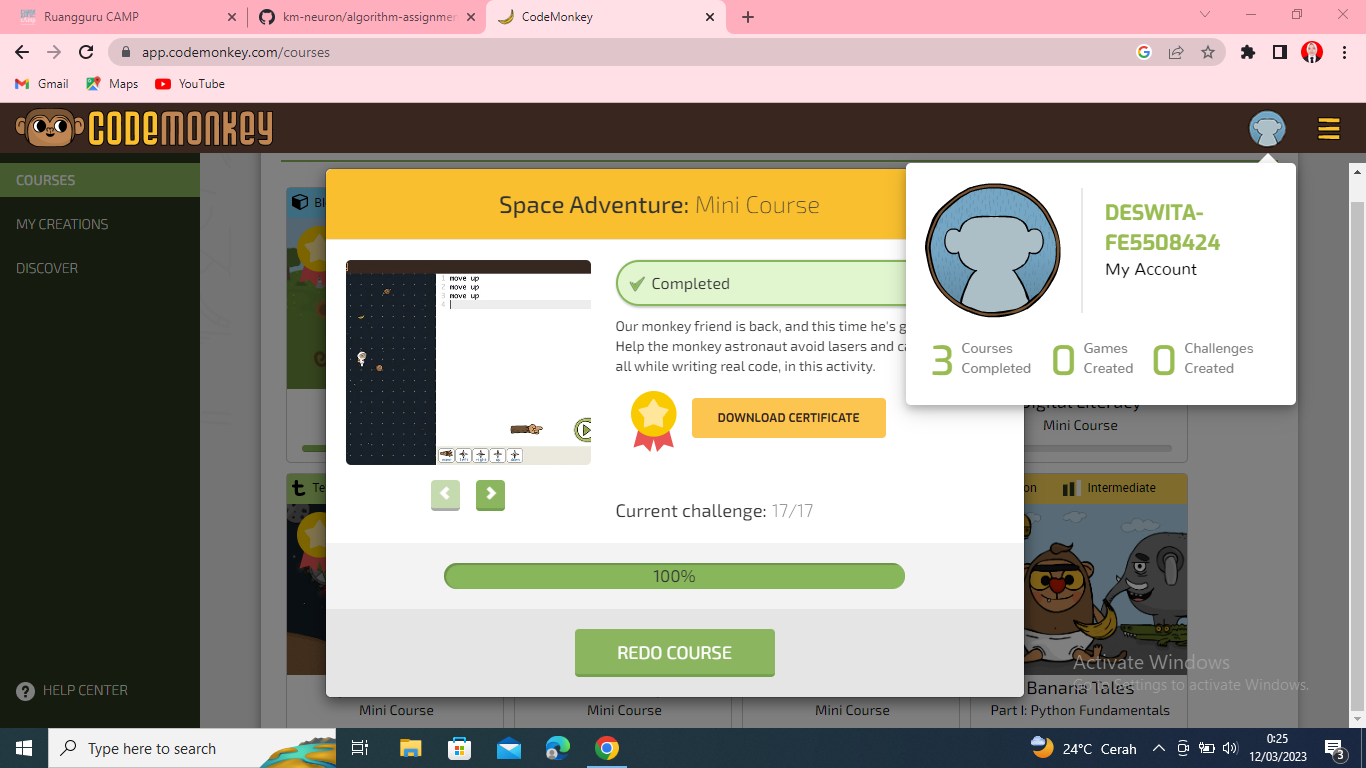 Ruangguru CAMP
km-neuron/algorithm-assignmen
CodeMonkey
app.codemonkey.com/courses
Gmail
Maps
YouTube
CODEMONKEY
COURSES
MY CREATIONS
DISCOVER
HELP CENTER
Space Adventure: Mini Course
1 move up
2 move up
3 move up
4
Completed
Our monkey friend is back, and this time he's g
Help the monkey astronaut avoid lasers and ca
all while writing real code, in this activity.
DOWNLOAD CERTIFICATE
Current challenge: 17/17
100%
REDO COURSE
DESWITA-
FE5508424
My Account
3 Courses Completed
0 Games Created
0 Challenges Created
Digital Literacy
Mini Course
Te
on
Intermediate
Banana Tales
Part I: Python Fundamentals
Mini Course
Mini Course
Mini Course
Activate Windows
Go to Settings to activate Windows.
Type here to search
24°C Cerah
0:25
12/03/2023
3